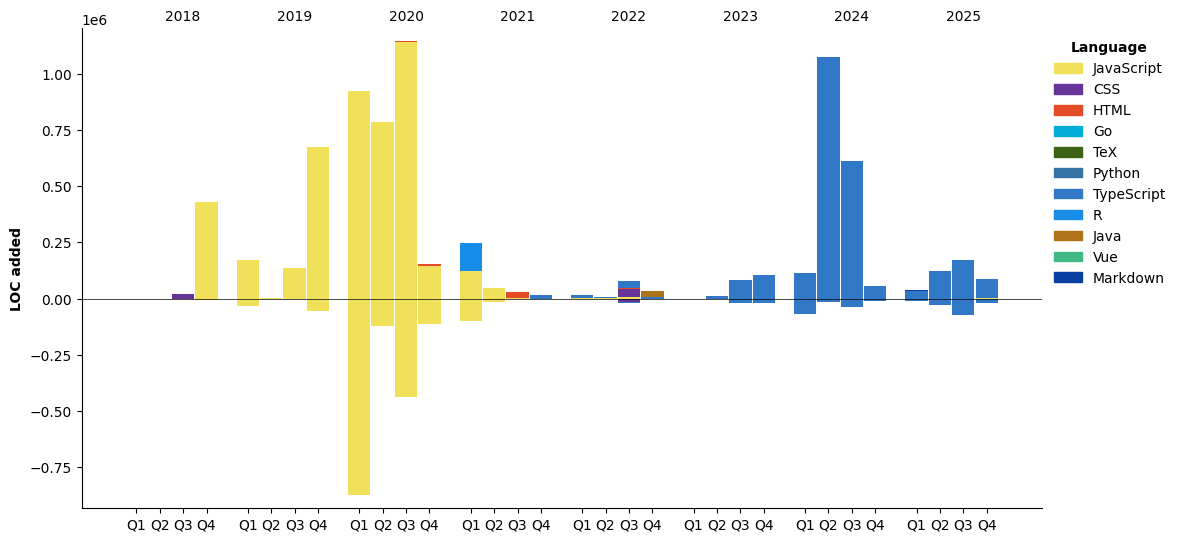 1e6
2018 2019 2020 2021 2022 2023 2024 2025
LOC added
1.00
0.75
0.50
0.25
0.00
−0.25
−0.50
−0.75
Q1 Q2 Q3 Q4 Q1 Q2 Q3 Q4 Q1 Q2 Q3 Q4 Q1 Q2 Q3 Q4 Q1 Q2 Q3 Q4 Q1 Q2 Q3 Q4 Q1 Q2 Q3 Q4 Q1 Q2 Q3 Q4
Language
JavaScript
CSS
HTML
Go
TeX
Python
TypeScript
R
Java
Vue
Markdown